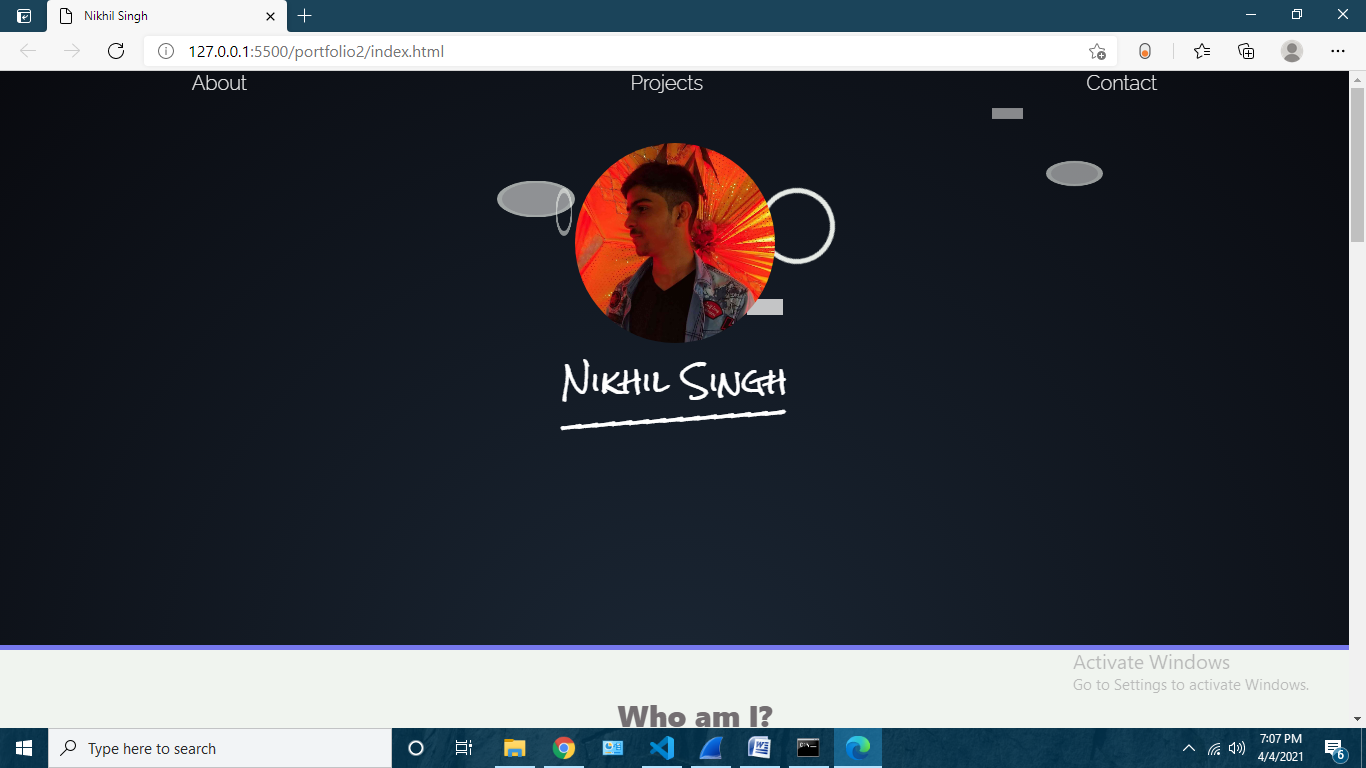 Nikhil Singh
127.0.0.1:5500/portfolio2/index.html
About Projects Contact
Nikhil Singh
Activate Windows
Go to Settings to activate Windows.
Who am I?
Type here to search
7:07 PM
4/4/2021
6